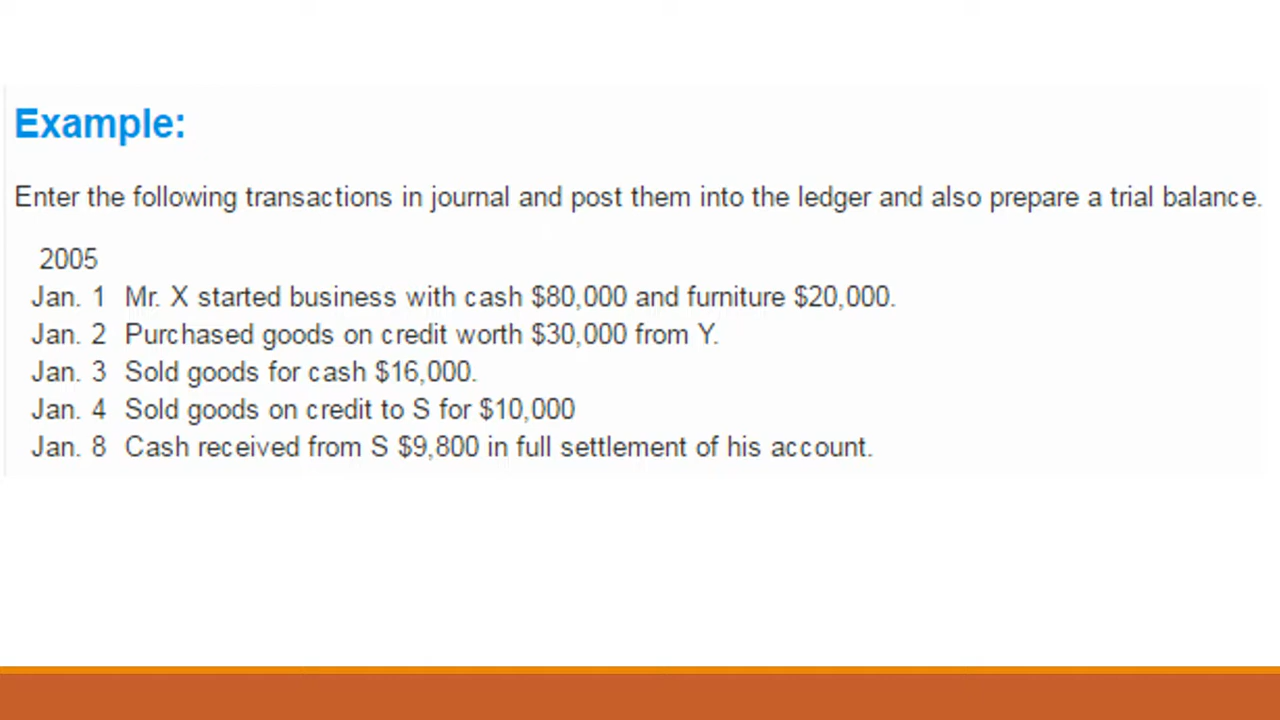 Example:
Enter the following transactions in journal and post them into the ledger and also prepare a trial balance.
2005
Jan. 1 Mr. X started business with cash $80,000 and furniture $20,000.
Jan. 2 Purchased goods on credit worth $30,000 from Y.
Jan. 3 Sold goods for cash $16,000.
Jan. 4 Sold goods on credit to S for $10,000
Jan. 8 Cash received from S $9,800 in full settlement of his account.